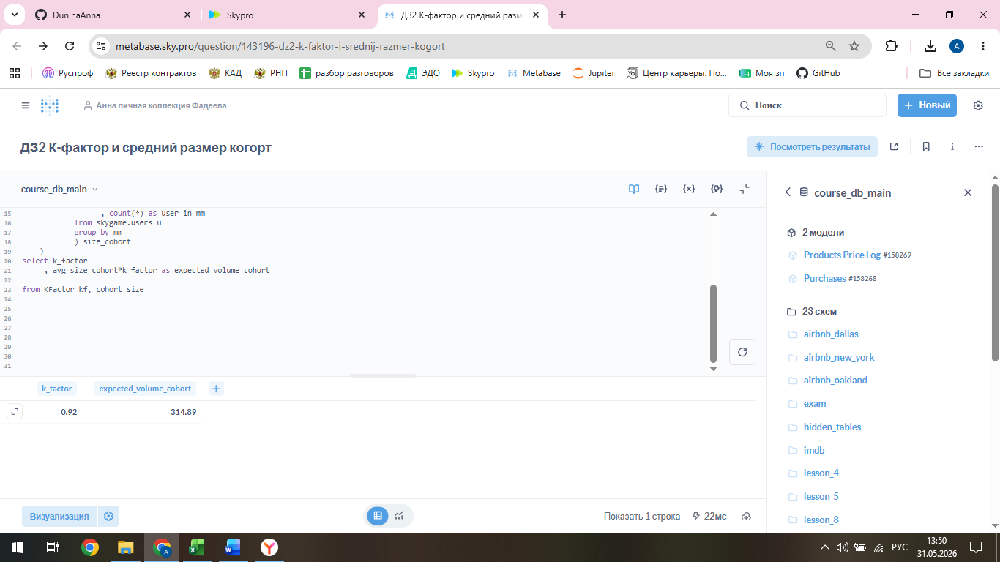 DuninaAnna
Skypro
ДЗ2 К-фактор и средний разм
metabase.sky.pro/question/143196-dz2-k-faktor-i-srednij-razmer-kogort
A
Руспроф
Реестр контрактов
КАД
РНП
разбор разговоров
ЭДО
Skypro
Metabase
Jupiter
Центр карьеры. По...
Моя зп
GitHub
Все закладки
Анна личная коллекция Фадеева
Поиск
+ Новый
ДЗ2 К-фактор и средний размер когорт
Посмотреть результаты
course_db_main
15 , count(*) as user_in_mm
16 from skygame.users u
17 group by mm
18 ) size_cohort
19 )
20 select k_factor
21 , avg_size_cohort*k_factor as expected_volume_cohort
22
23 from KFactor kf, cohort_size
24
25
26
27
28
29
30
31
k_factor expected_volume_cohort +
0.92 314.89
Визуализация
Показать 1 строка
22мс
course_db_main
2 модели
Products Price Log #158269
Purchases #158268
23 схем
airbnb_dallas
airbnb_new_york
airbnb_oakland
exam
hidden_tables
imdb
lesson_4
lesson_5
lesson_8
РУС
13:50
31.05.2026